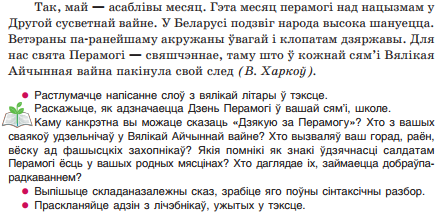 Так, май — асаблівы месяц. Гэта месяц перамогі над нацызмам у
Другой сусветнай вайне. У Беларусі подзвіг народа высока шануецца.
Ветэраны па-ранейшаму акружаны ўвагай і клопатам дзяржавы. Для
нас свята Перамогі — свяшчэннае, таму што ў кожнай сям’і Вялікая
Айчынная вайна пакінула свой след (В. Харкоў).
• Растлумачце напісанне слоў з вялікай літары ў тэксце.
Раскажыце, як адзначаецца Дзень Перамогі ў вашай сям’і, школе.
Каму канкрэтна вы можаце сказаць «Дзякую за Перамогу»? Хто з вашых
сваякоў удзельнічаў у Вялікай Айчыннай вайне? Хто вызваляў ваш горад, раён,
вёску ад фашысцкіх захопнікаў? Якія помнікі як знакі ўдзячнасці салдатам
Перамогі ёсць у вашых родных мясцінах? Хто даглядае іх, займаецца добраўпа-
радкаваннем?
• Выпішыце складаназалежны сказ, зрабіце яго поўны сінтаксічны разбор.
• Праскланяйце адзін з лічэбнікаў, ужытых у тэксце.